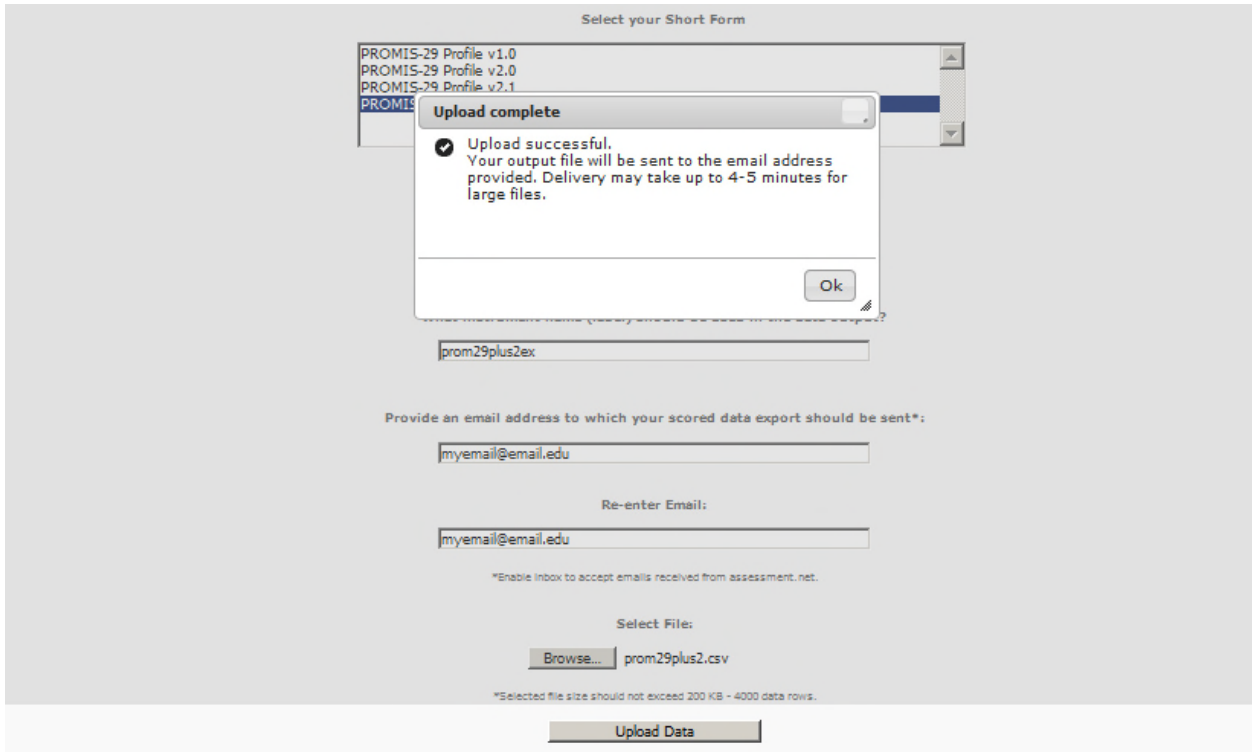 Select your Short Form
PROMIS-29 Profile v1.0
PROMIS-29 Profile v2.0
PROMIS-29 Profile v2.1
PROMIS
Upload complete
Upload successful.
Your output file will be sent to the email address
provided. Delivery may take up to 4-5 minutes for
large files.
Ok
prom29plus2ex
Provide an email address to which your scored data export should be sent*:
myemail@email.edu
Re-enter Email:
myemail@email.edu
*Enable inbox to accept emails received from assessment.net.
Select File:
Browse... prom29plus2.csv
*Selected file size should not exceed 200 KB - 4000 data rows.
Upload Data